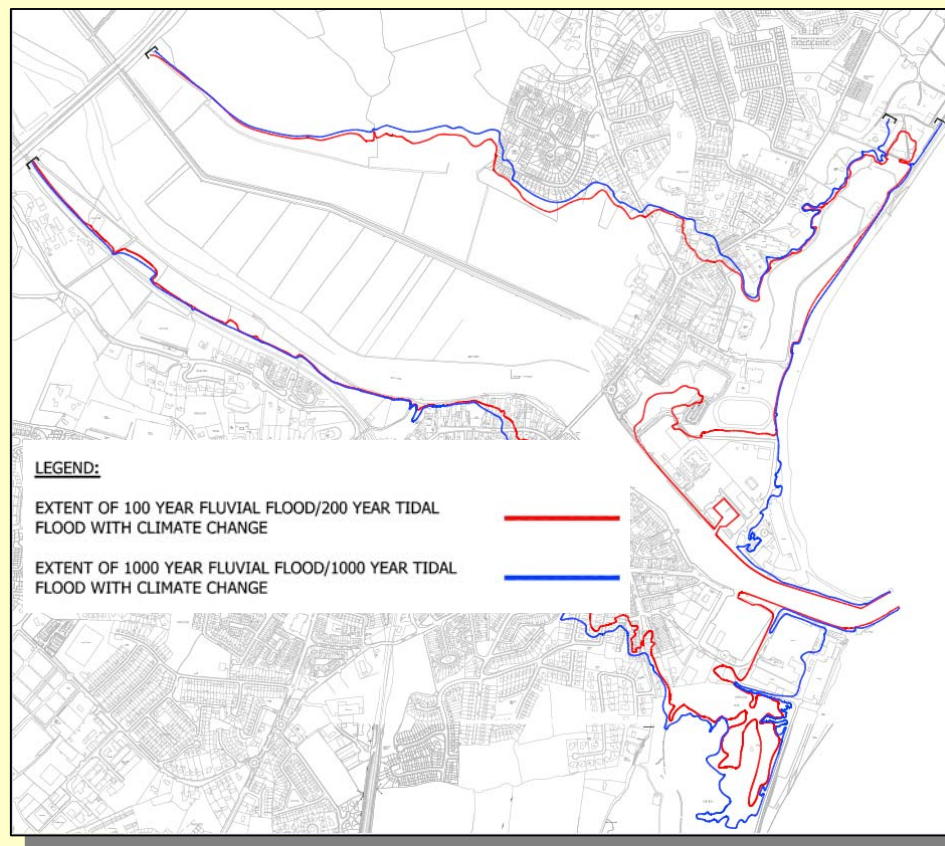 LEGEND:
EXTENT OF 100 YEAR FLUVIAL FLOOD/200 YEAR TIDAL
FLOOD WITH CLIMATE CHANGE
EXTENT OF 1000 YEAR FLUVIAL FLOOD/1000 YEAR TIDAL
FLOOD WITH CLIMATE CHANGE